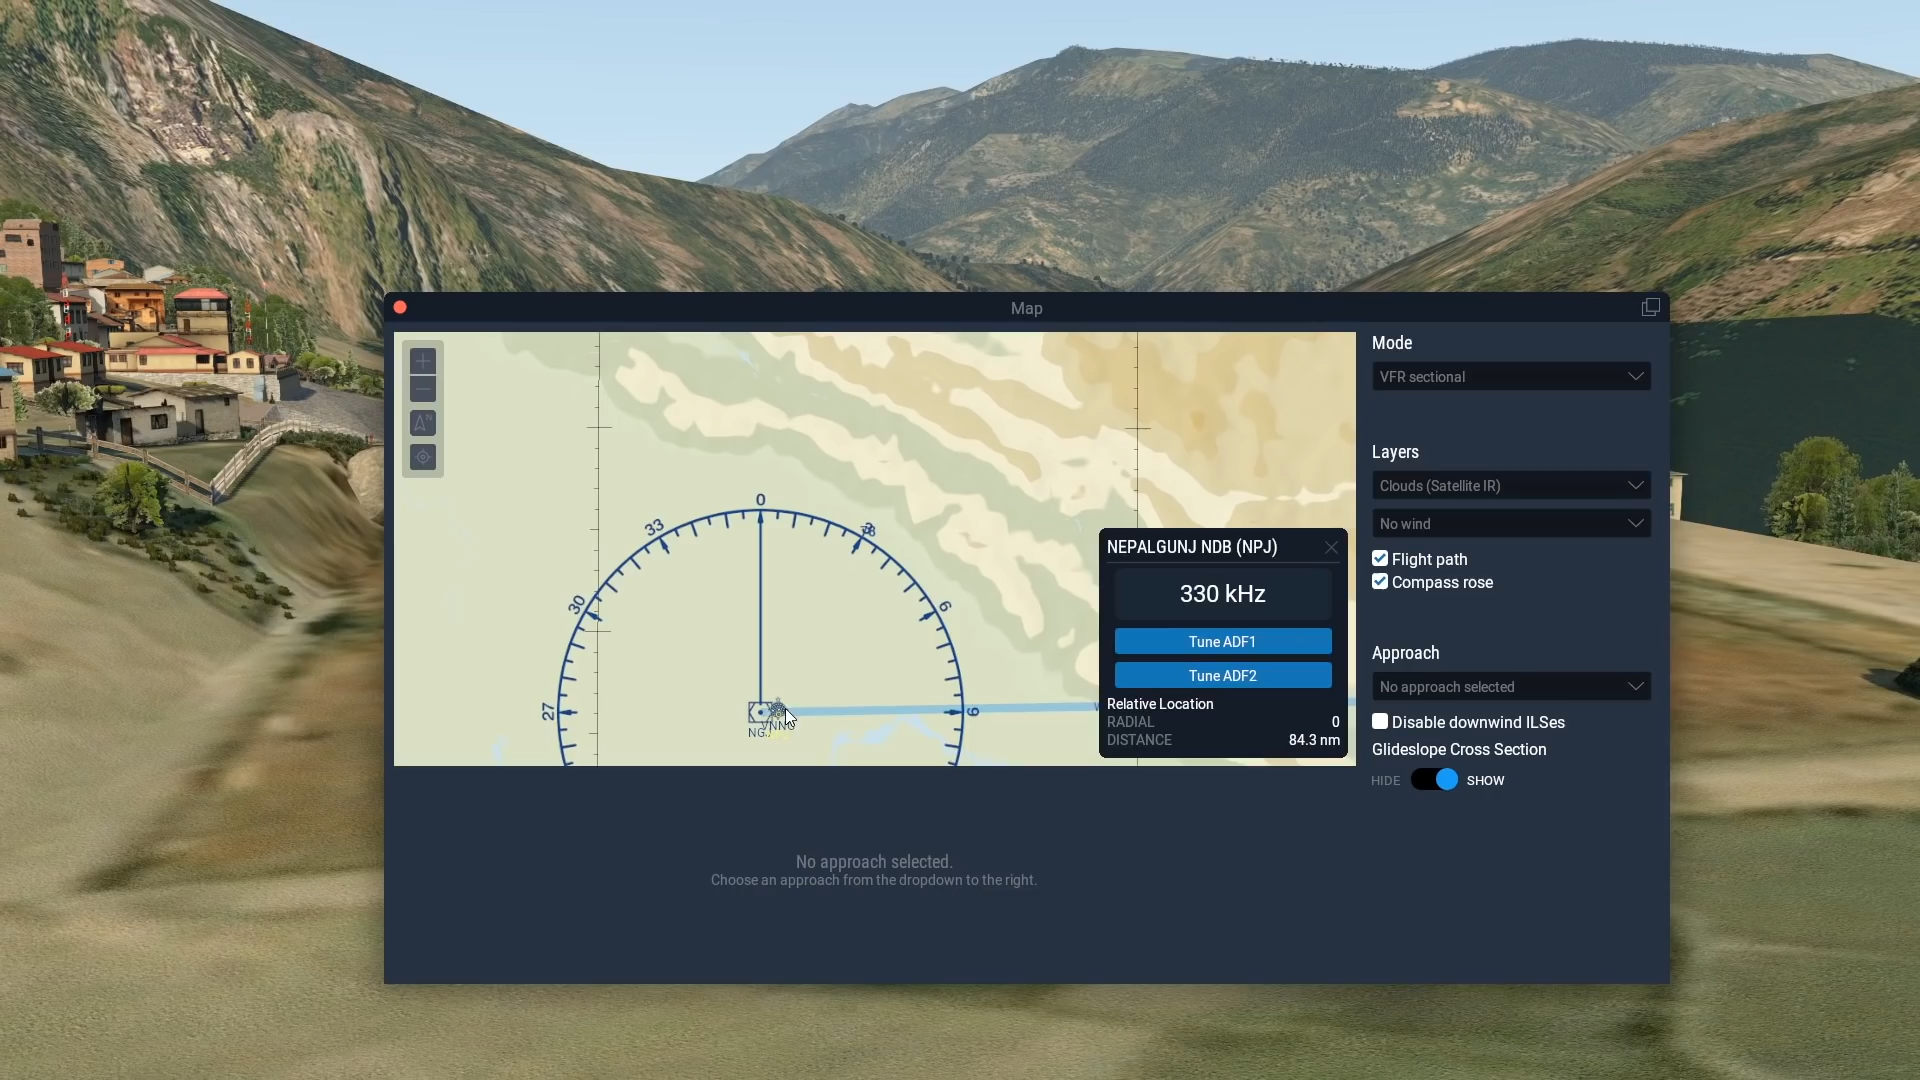 Map
Mode
VFR sectional
Layers
Clouds (Satellite IR)
No wind
Flight path
Compass rose
Approach
No approach selected
Disable downwind ILSes
Glideslope Cross Section
HIDE
SHOW
0
33
30
27
6
9
NEPALGUNJ NDB (NPJ)
330 kHz
Tune ADF1
Tune ADF2
Relative Location
RADIAL 0
DISTANCE 84.3 nm
No approach selected.
Choose an approach from the dropdown to the right.